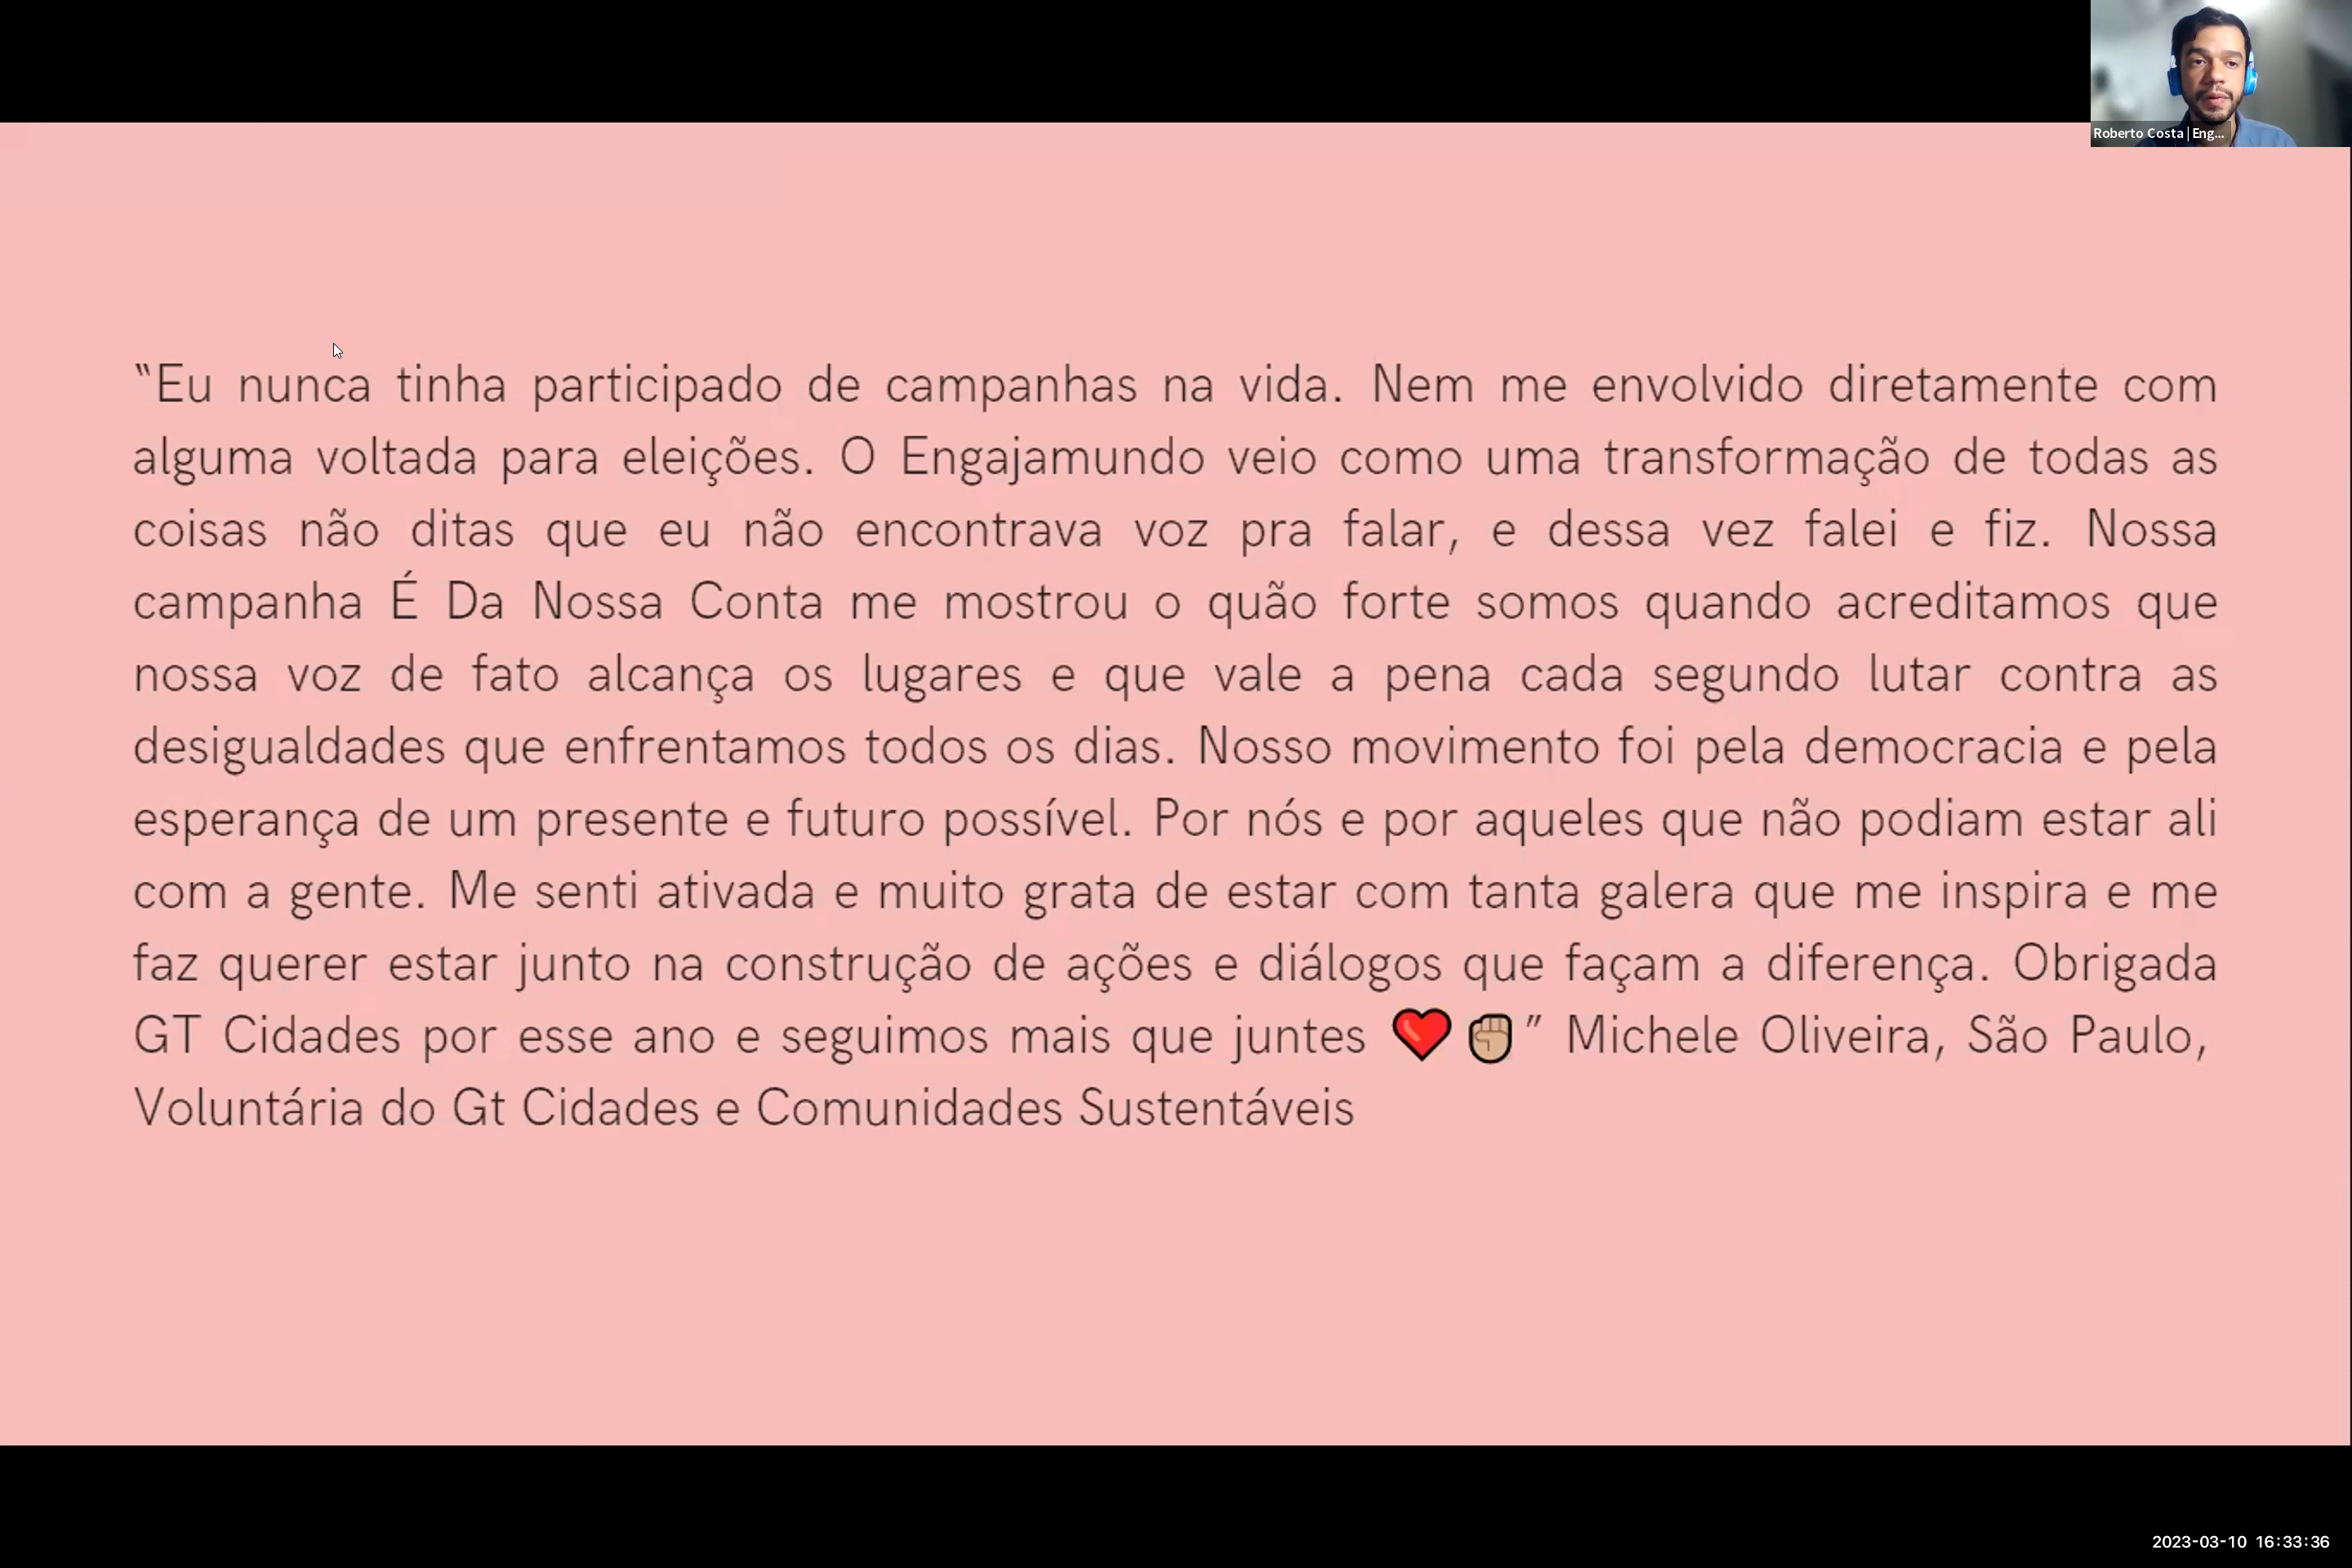 Roberto Costa | Eng...
“Eu nunca tinha participado de campanhas na vida. Nem me envolvido diretamente com
alguma voltada para eleições. O Engajamundo veio como uma transformação de todas as
coisas não ditas que eu não encontrava voz pra falar, e dessa vez falei e fiz. Nossa
campanha É Da Nossa Conta me mostrou o quão forte somos quando acreditamos que
nossa voz de fato alcança os lugares e que vale a pena cada segundo lutar contra as
desigualdades que enfrentamos todos os dias. Nosso movimento foi pela democracia e pela
esperança de um presente e futuro possível. Por nós e por aqueles que não podiam estar ali
com a gente. Me senti ativada e muito grata de estar com tanta galera que me inspira e me
faz querer estar junto na construção de ações e diálogos que façam a diferença. Obrigada
GT Cidades por esse ano e seguimos mais que juntes ❤️✊🏽” Michele Oliveira, São Paulo,
Voluntária do Gt Cidades e Comunidades Sustentáveis
2023-03-10 16:33:36